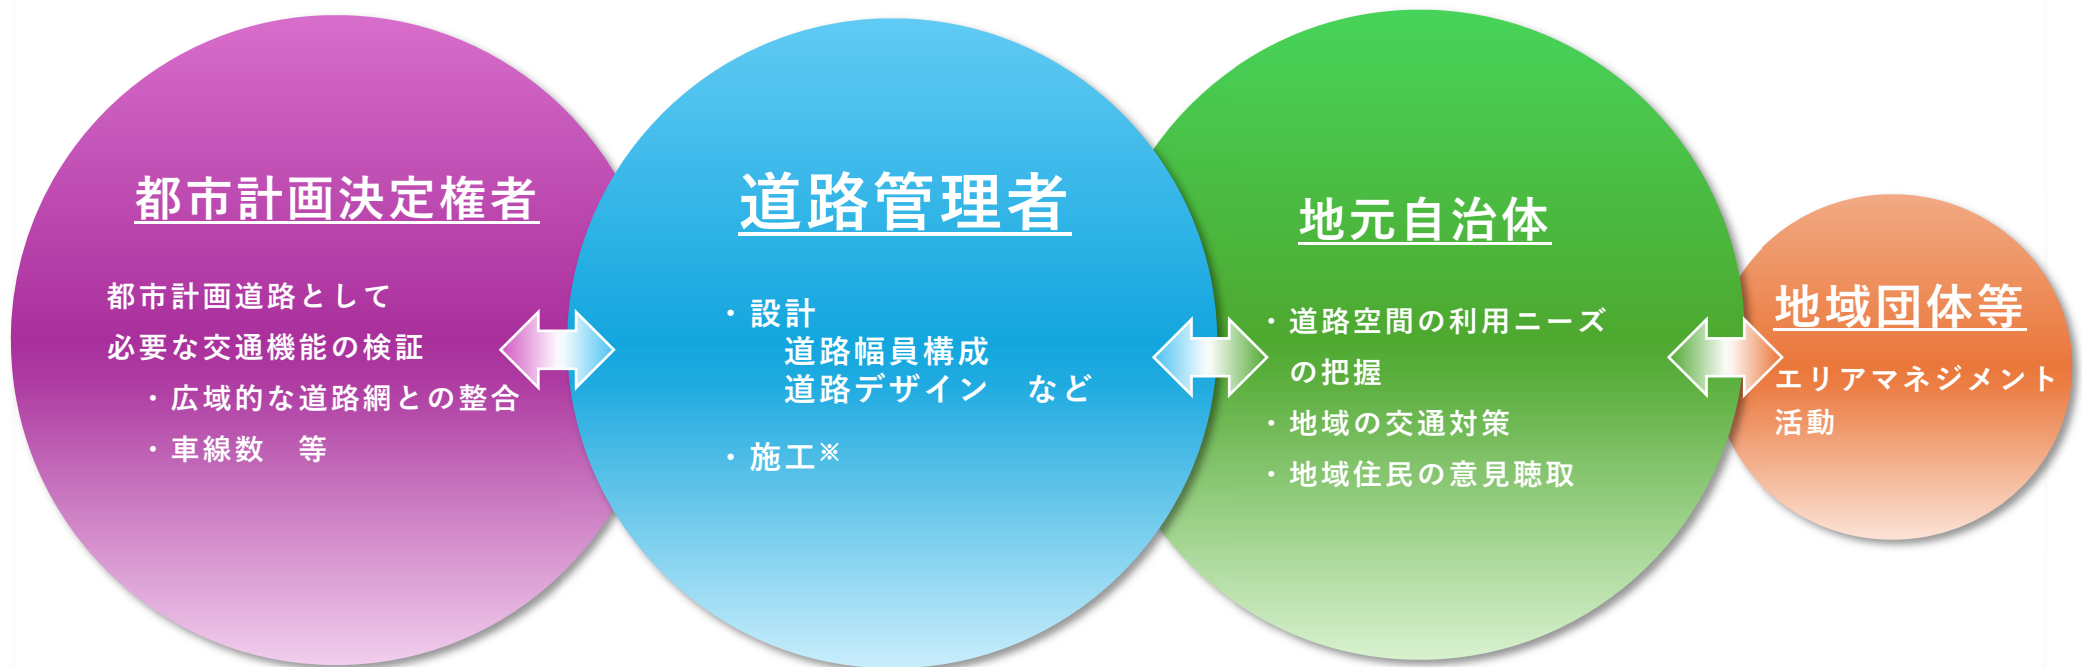 都市計画決定権者
都市計画道路として
必要な交通機能の検証
・広域的な道路網との整合
・車線数　等
道路管理者
・設計
道路幅員構成
道路デザイン　など
・施工※
地元自治体
・道路空間の利用ニーズ
の把握
・地域の交通対策
・地域住民の意見聴取
地域団体等
エリアマネジメント
活動